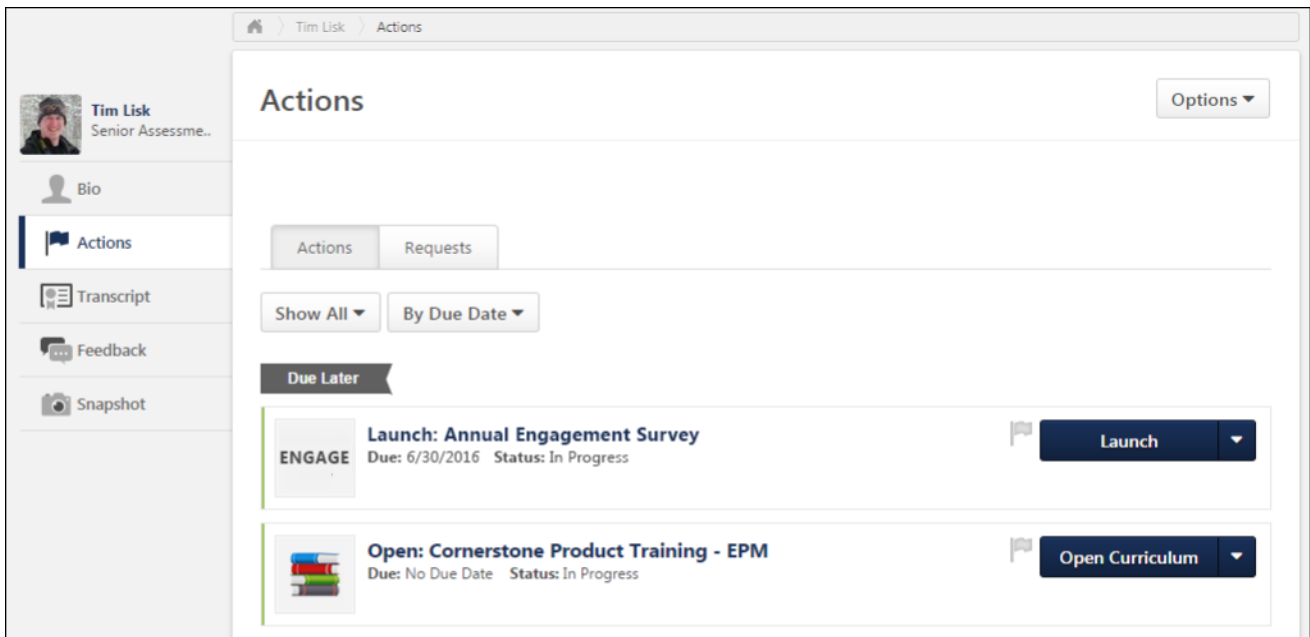 Tim Lisk
Actions
Tim Lisk
Senior Assessme..
Bio
Actions
Transcript
Feedback
Snapshot
Actions
Options
Actions
Requests
Show All
By Due Date
Due Later
ENGAGE
Launch: Annual Engagement Survey
Due: 6/30/2016 Status: In Progress
Launch
Open: Cornerstone Product Training - EPM
Due: No Due Date Status: In Progress
Open Curriculum